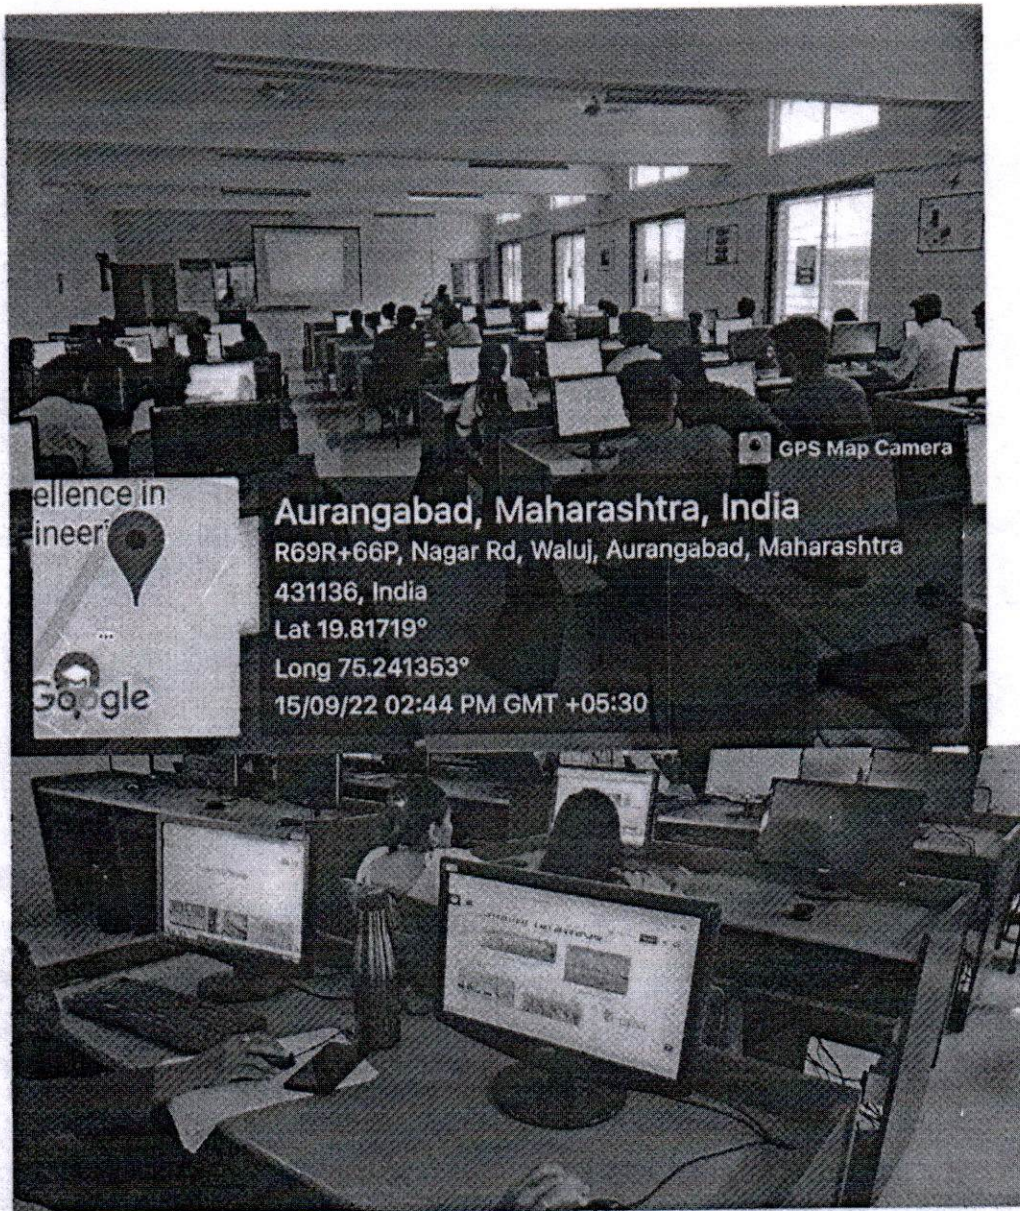 GPS Map Camera
ellence in
ineeri
Google
Aurangabad, Maharashtra, India
R69R+66P, Nagar Rd, Waluj, Aurangabad, Maharashtra
431136, India
Lat 19.81719°
Long 75.241353°
15/09/22 02:44 PM GMT +05:30